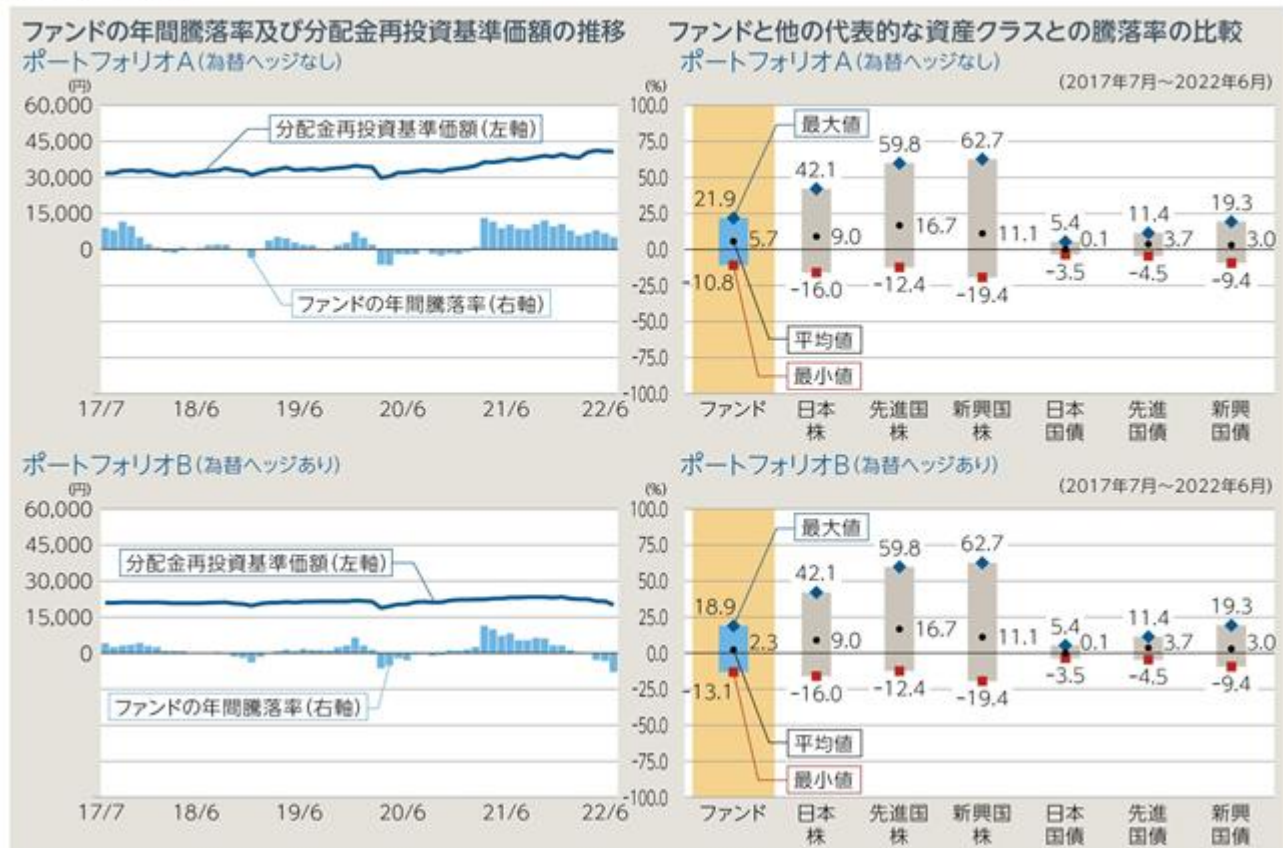 ファンドの年間騰落率及び分配金再投資基準価額の推移
ポートフォリオA(為替ヘッジなし)
(円)
60,000
45,000
30,000
15,000
0
分配金再投資基準価額(左軸)
ファンドの年間騰落率(右軸)
(%)
100.0
75.0
50.0
25.0
0.0
-25.0
-50.0
-75.0
-100.0
17/7 18/6 19/6 20/6 21/6 22/6
ファンドと他の代表的な資産クラスとの騰落率の比較
ポートフォリオA(為替ヘッジなし)
(2017年7月~2022年6月)
最大値
21.9 42.1 59.8 62.7 5.4 11.4 19.3
5.7 9.0 16.7 11.1 0.1 3.7 3.0
-10.8 -16.0 -12.4 -19.4 -3.5 -4.5 -9.4
平均値
最小値
ファンド 日本 先進国 新興国 日本 先進 新興
株 株 株 国債 国債 国債
ポートフォリオB(為替ヘッジあり)
(円)
60,000
45,000
30,000
15,000
0
分配金再投資基準価額(左軸)
ファンドの年間騰落率(右軸)
(%)
100.0
75.0
50.0
25.0
0.0
-25.0
-50.0
-75.0
-100.0
17/7 18/6 19/6 20/6 21/6 22/6
ポートフォリオB(為替ヘッジあり)
(2017年7月~2022年6月)
最大値
18.9 42.1 59.8 62.7 5.4 11.4 19.3
2.3 9.0 16.7 11.1 0.1 3.7 3.0
-13.1 -16.0 -12.4 -19.4 -3.5 -4.5 -9.4
平均値
最小値
ファンド 日本 先進国 新興国 日本 先進 新興
株 株 株 国債 国債 国債